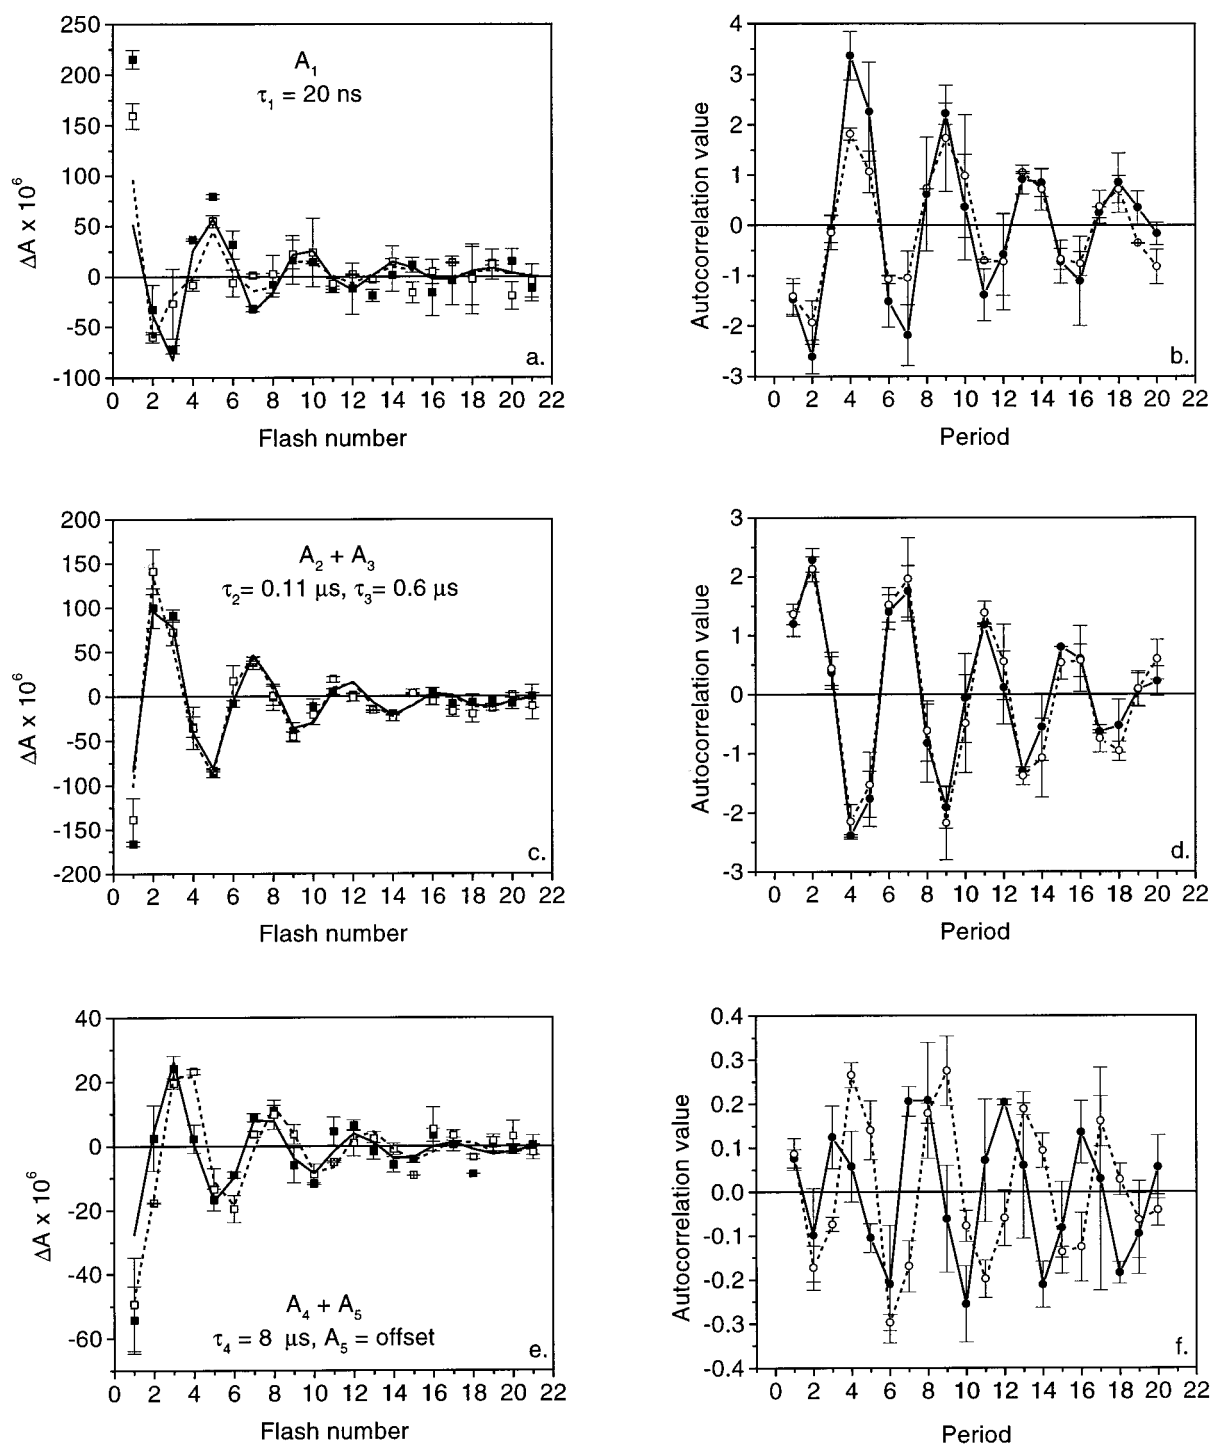 250
200
150
100
50
0
-50
-100
ΔA x 10⁶
A₁
τ₁ = 20 ns
a.
0 2 4 6 8 10 12 14 16 18 20 22
Flash number
4
3
2
1
0
-1
-2
-3
Autocorrelation value
b.
0 2 4 6 8 10 12 14 16 18 20 22
Period
200
150
100
50
0
-50
-100
-150
-200
ΔA x 10⁶
A₂ + A₃
τ₂= 0.11 μs, τ₃= 0.6 μs
c.
0 2 4 6 8 10 12 14 16 18 20 22
Flash number
3
2
1
0
-1
-2
-3
Autocorrelation value
d.
0 2 4 6 8 10 12 14 16 18 20 22
Period
40
20
0
-20
-40
-60
ΔA x 10⁶
A₄ + A₅
τ₄ = 8 μs, A₅ = offset
e.
0 2 4 6 8 10 12 14 16 18 20 22
Flash number
0.4
0.3
0.2
0.1
0.0
-0.1
-0.2
-0.3
-0.4
Autocorrelation value
f.
0 2 4 6 8 10 12 14 16 18 20 22
Period